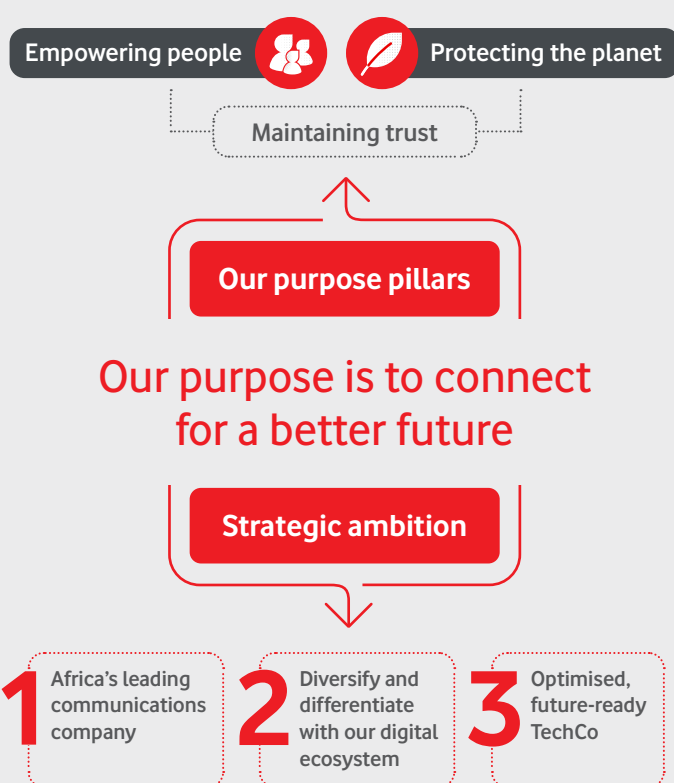 Empowering people
Protecting the planet
Maintaining trust
Our purpose pillars
Our purpose is to connect
for a better future
Strategic ambition
1
Africa's leading
communications
company
2
Diversify and
differentiate
with our digital
ecosystem
3
Optimised,
future-ready
TechCo